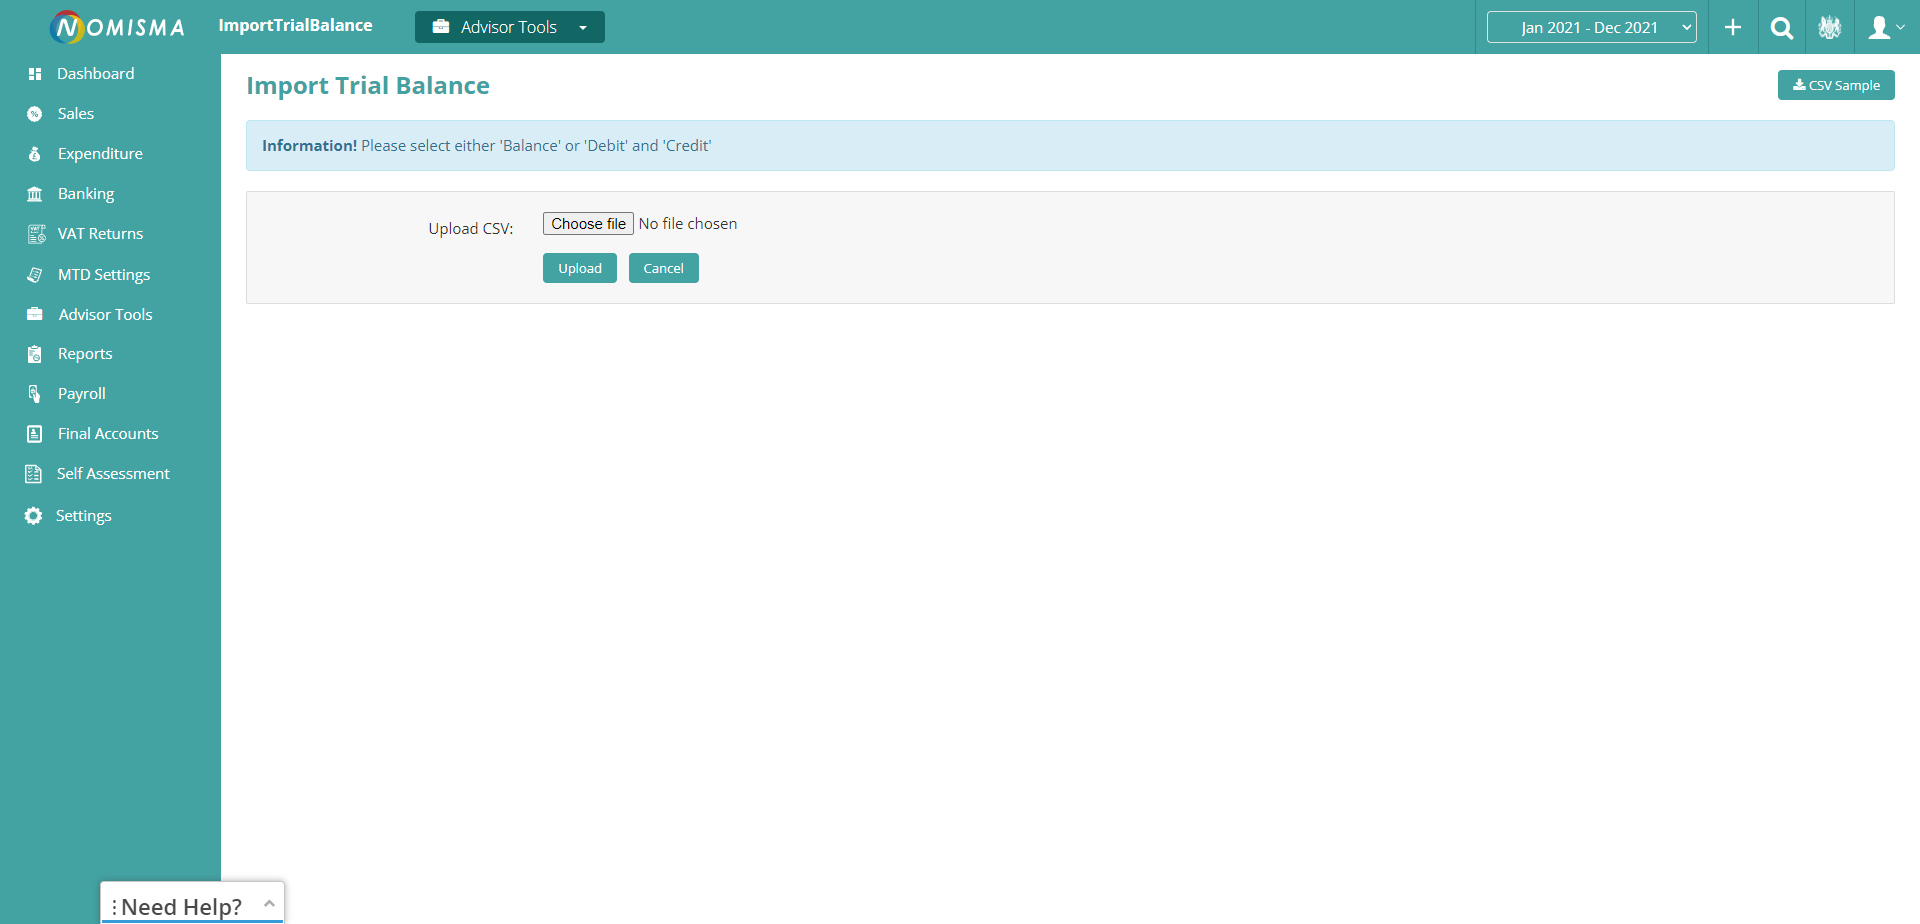 NOMISMA
ImportTrialBalance
Advisor Tools
Jan 2021 - Dec 2021
Dashboard
Sales
Expenditure
Banking
VAT Returns
MTD Settings
Advisor Tools
Reports
Payroll
Final Accounts
Self Assessment
Settings
Import Trial Balance
CSV Sample
Information! Please select either 'Balance' or 'Debit' and 'Credit'
Upload CSV:
Choose file No file chosen
Upload
Cancel
Need Help?